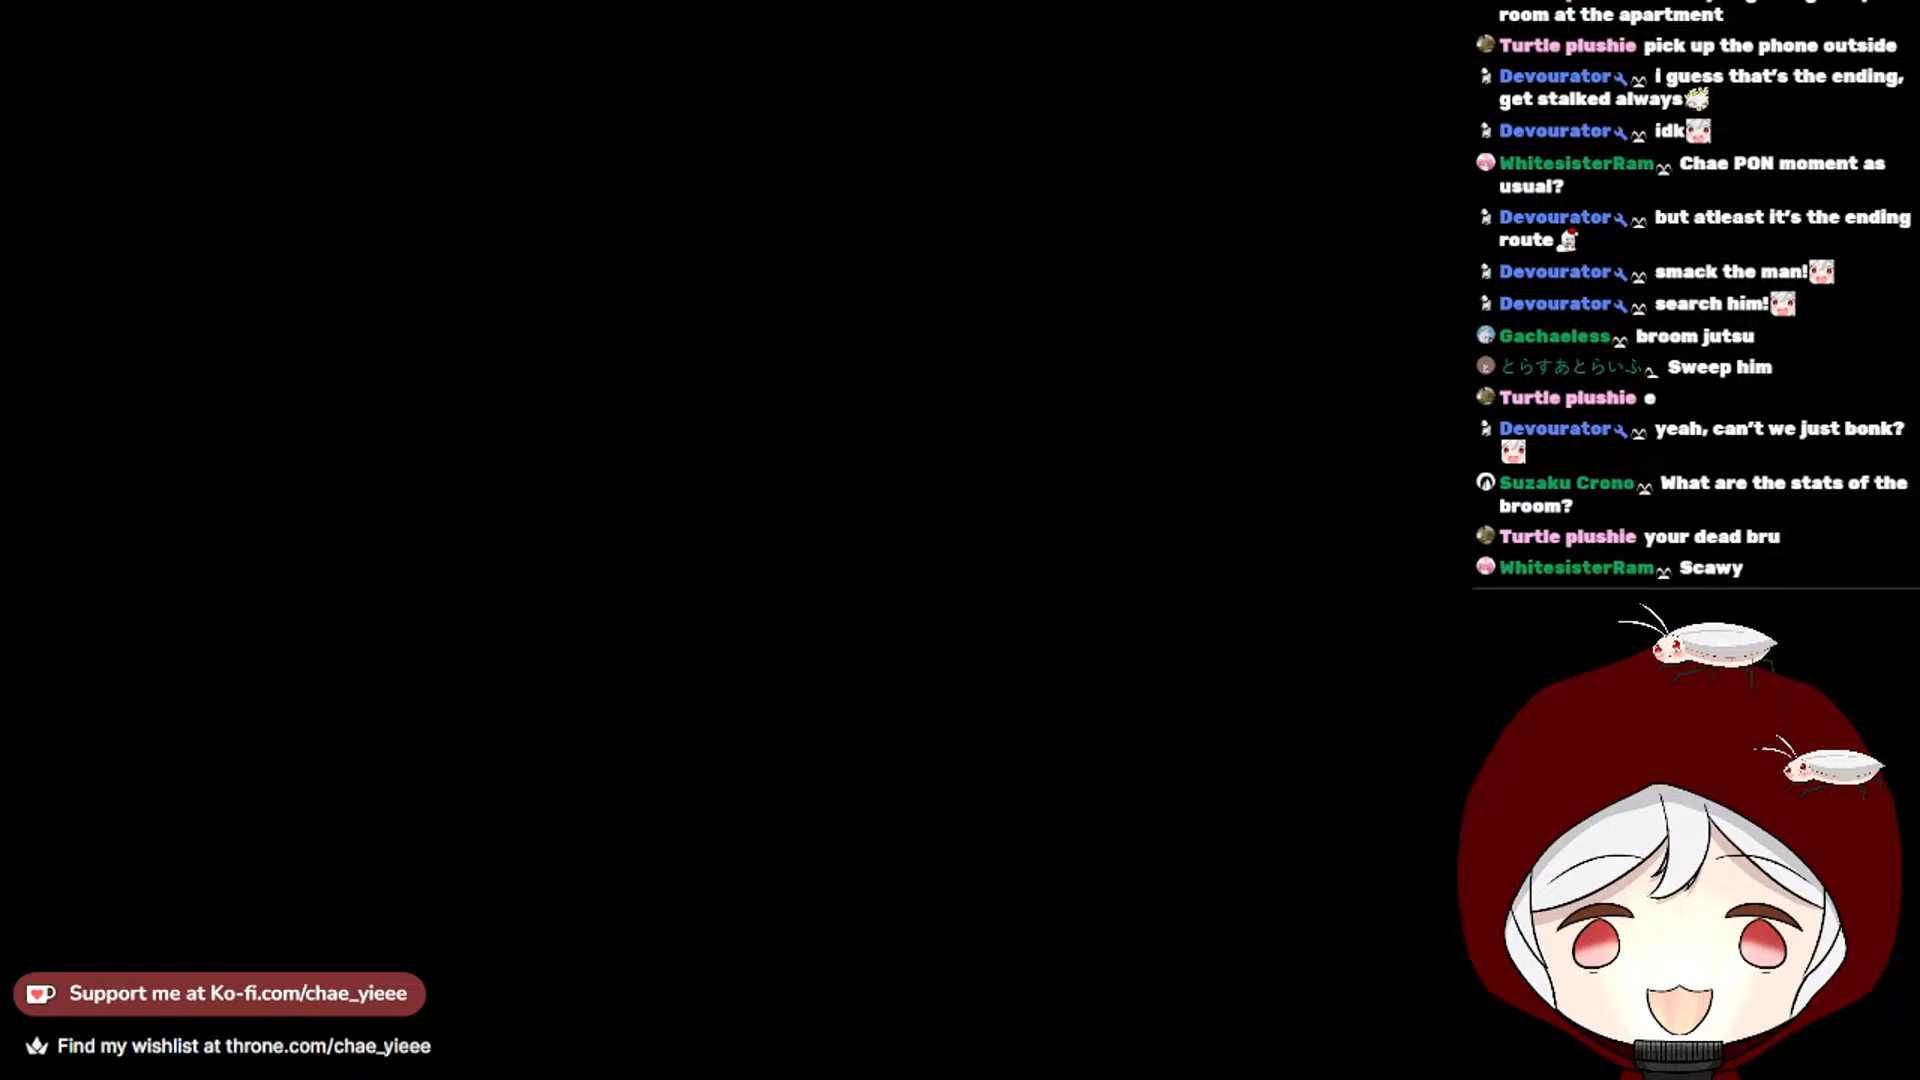 room at the apartment
Turtle plushie pick up the phone outside
Devourator i guess that's the ending,
get stalked always
Devourator idk
WhitesisterRam Chae PON moment as
usual?
Devourator but atleast it's the ending
route
Devourator smack the man!
Devourator search him!
Gachaeless broom jutsu
とらすあとらいふ Sweep him
Turtle plushie e
Devourator yeah, can't we just bonk?
Suzaku Crono What are the stats of the
broom?
Turtle plushie your dead bru
WhitesisterRam Scawy
Support me at Ko-fi.com/chae_yieee
Find my wishlist at throne.com/chae_yieee